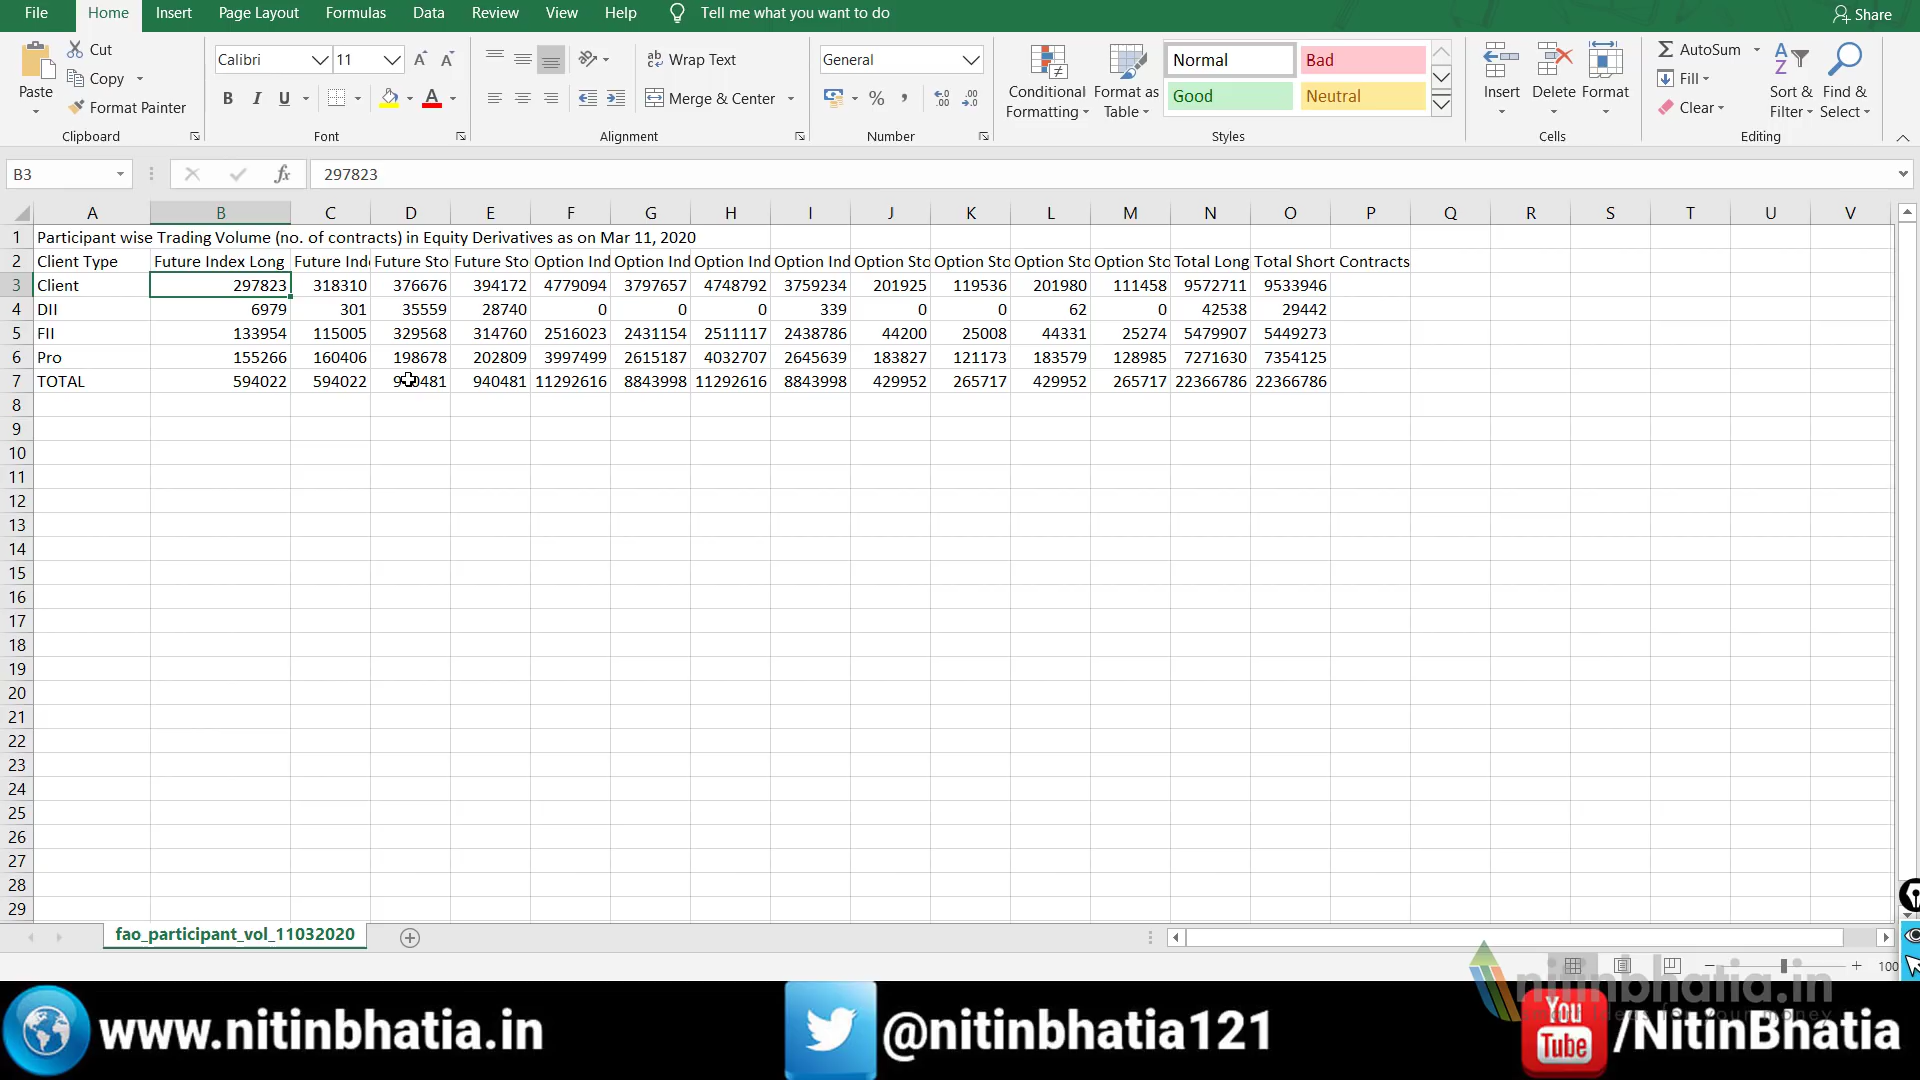 File Home Insert Page Layout Formulas Data Review View Help Tell me what you want to do Share
Paste Cut Copy Format Painter Clipboard
Calibri 11 B I U A Font
Wrap Text Merge & Center Alignment
General % , Number
Conditional Formatting Format as Table Normal Bad Good Neutral Styles
Insert Delete Format Cells
AutoSum Fill Clear Sort & Filter Find & Select Editing
B3 fx 297823
A B C D E F G H I J K L M N O P Q R S T U V
1 Participant wise Trading Volume (no. of contracts) in Equity Derivatives as on Mar 11, 2020
2 Client Type Future Index Long Future Ind Future Sto Future Sto Option Ind Option Ind Option Ind Option Ind Option Sto Option Sto Option Sto Option Sto Total Long Total Short Contracts
3 Client 297823 318310 376676 394172 4779094 3797657 4748792 3759234 201925 119536 201980 111458 9572711 9533946
4 DII 6979 301 35559 28740 0 0 0 339 0 0 62 0 42538 29442
5 FII 133954 115005 329568 314760 2516023 2431154 2511117 2438786 44200 25008 44331 25274 5479907 5449273
6 Pro 155266 160406 198678 202809 3997499 2615187 4032707 2645639 183827 121173 183579 128985 7271630 7354125
7 TOTAL 594022 594022 940481 11292616 8843998 11292616 8843998 429952 265717 429952 265717 22366786 22366786
8
9
10
11
12
13
14
15
16
17
18
19
20
21
22
23
24
25
26
27
28
29
fao_participant_vol_11032020
100
nitinbhatia.in
www.nitinbhatia.in @nitinbhatia121 You Tube /NitinBhatia